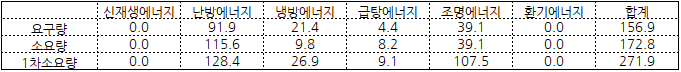 신재생에너지 난방에너지 냉방에너지 급탕에너지 조명에너지 환기에너지 합계
요구량 0.0 91.9 21.4 4.4 39.1 0.0 156.9
소요량 0.0 115.6 9.8 8.2 39.1 0.0 172.8
1차소요량 0.0 128.4 26.9 9.1 107.5 0.0 271.9